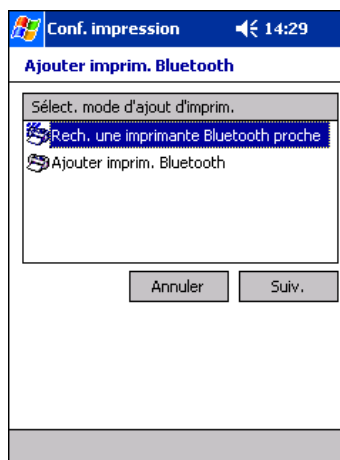 Conf. impression 14:29
Ajouter imprim. Bluetooth
Sélect. mode d'ajout d'imprim.
Rech. une imprimante Bluetooth proche
Ajouter imprim. Bluetooth
Annuler Suiv.